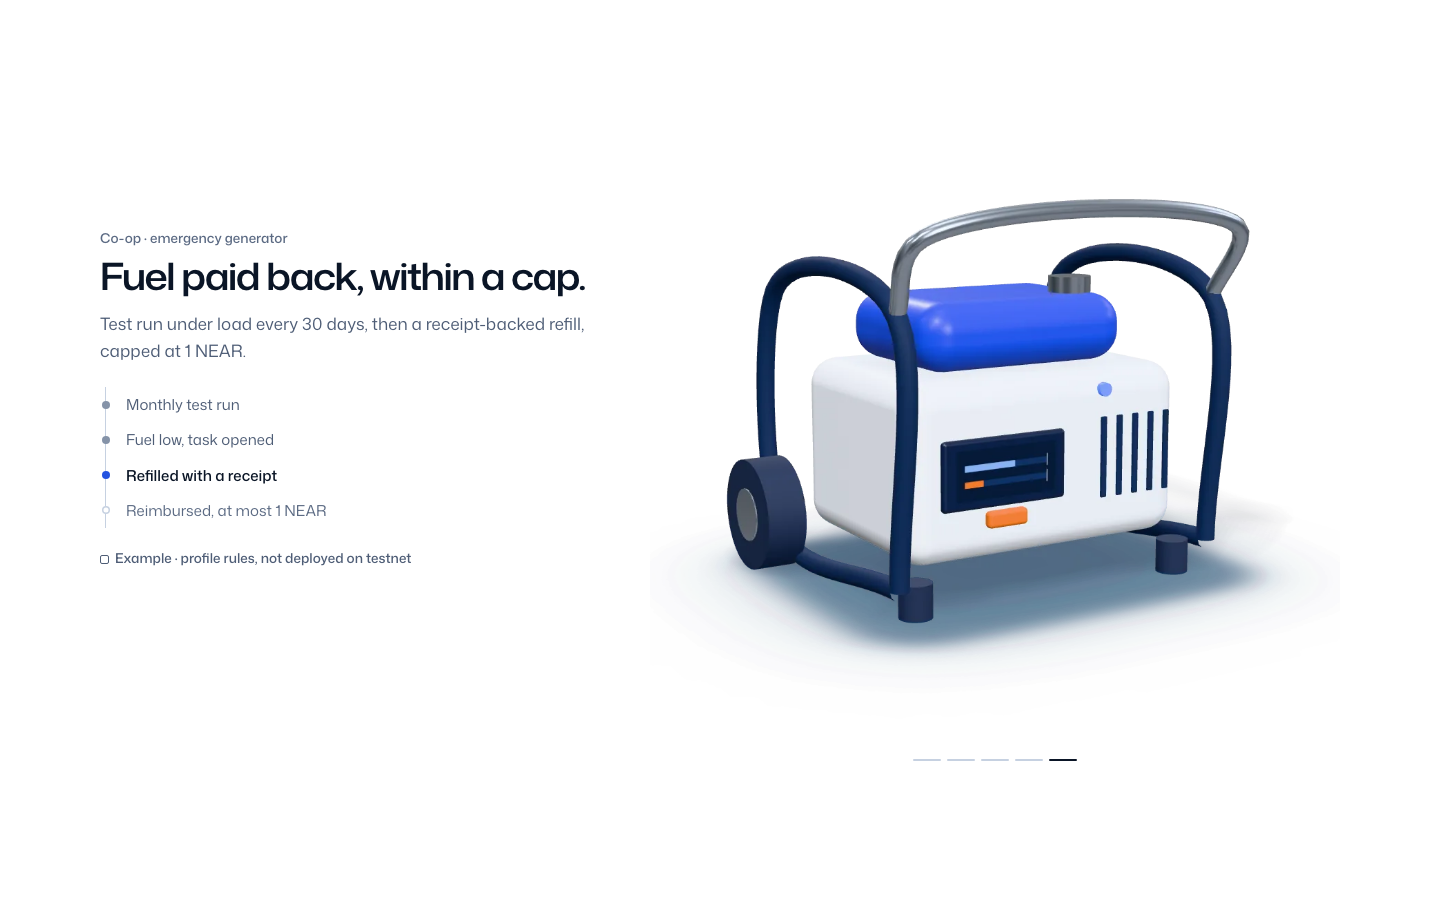 Co-op · emergency generator
Fuel paid back, within a cap.
Test run under load every 30 days, then a receipt-backed refill,
capped at 1 NEAR.
Monthly test run
Fuel low, task opened
Refilled with a receipt
Reimbursed, at most 1 NEAR
Example · profile rules, not deployed on testnet